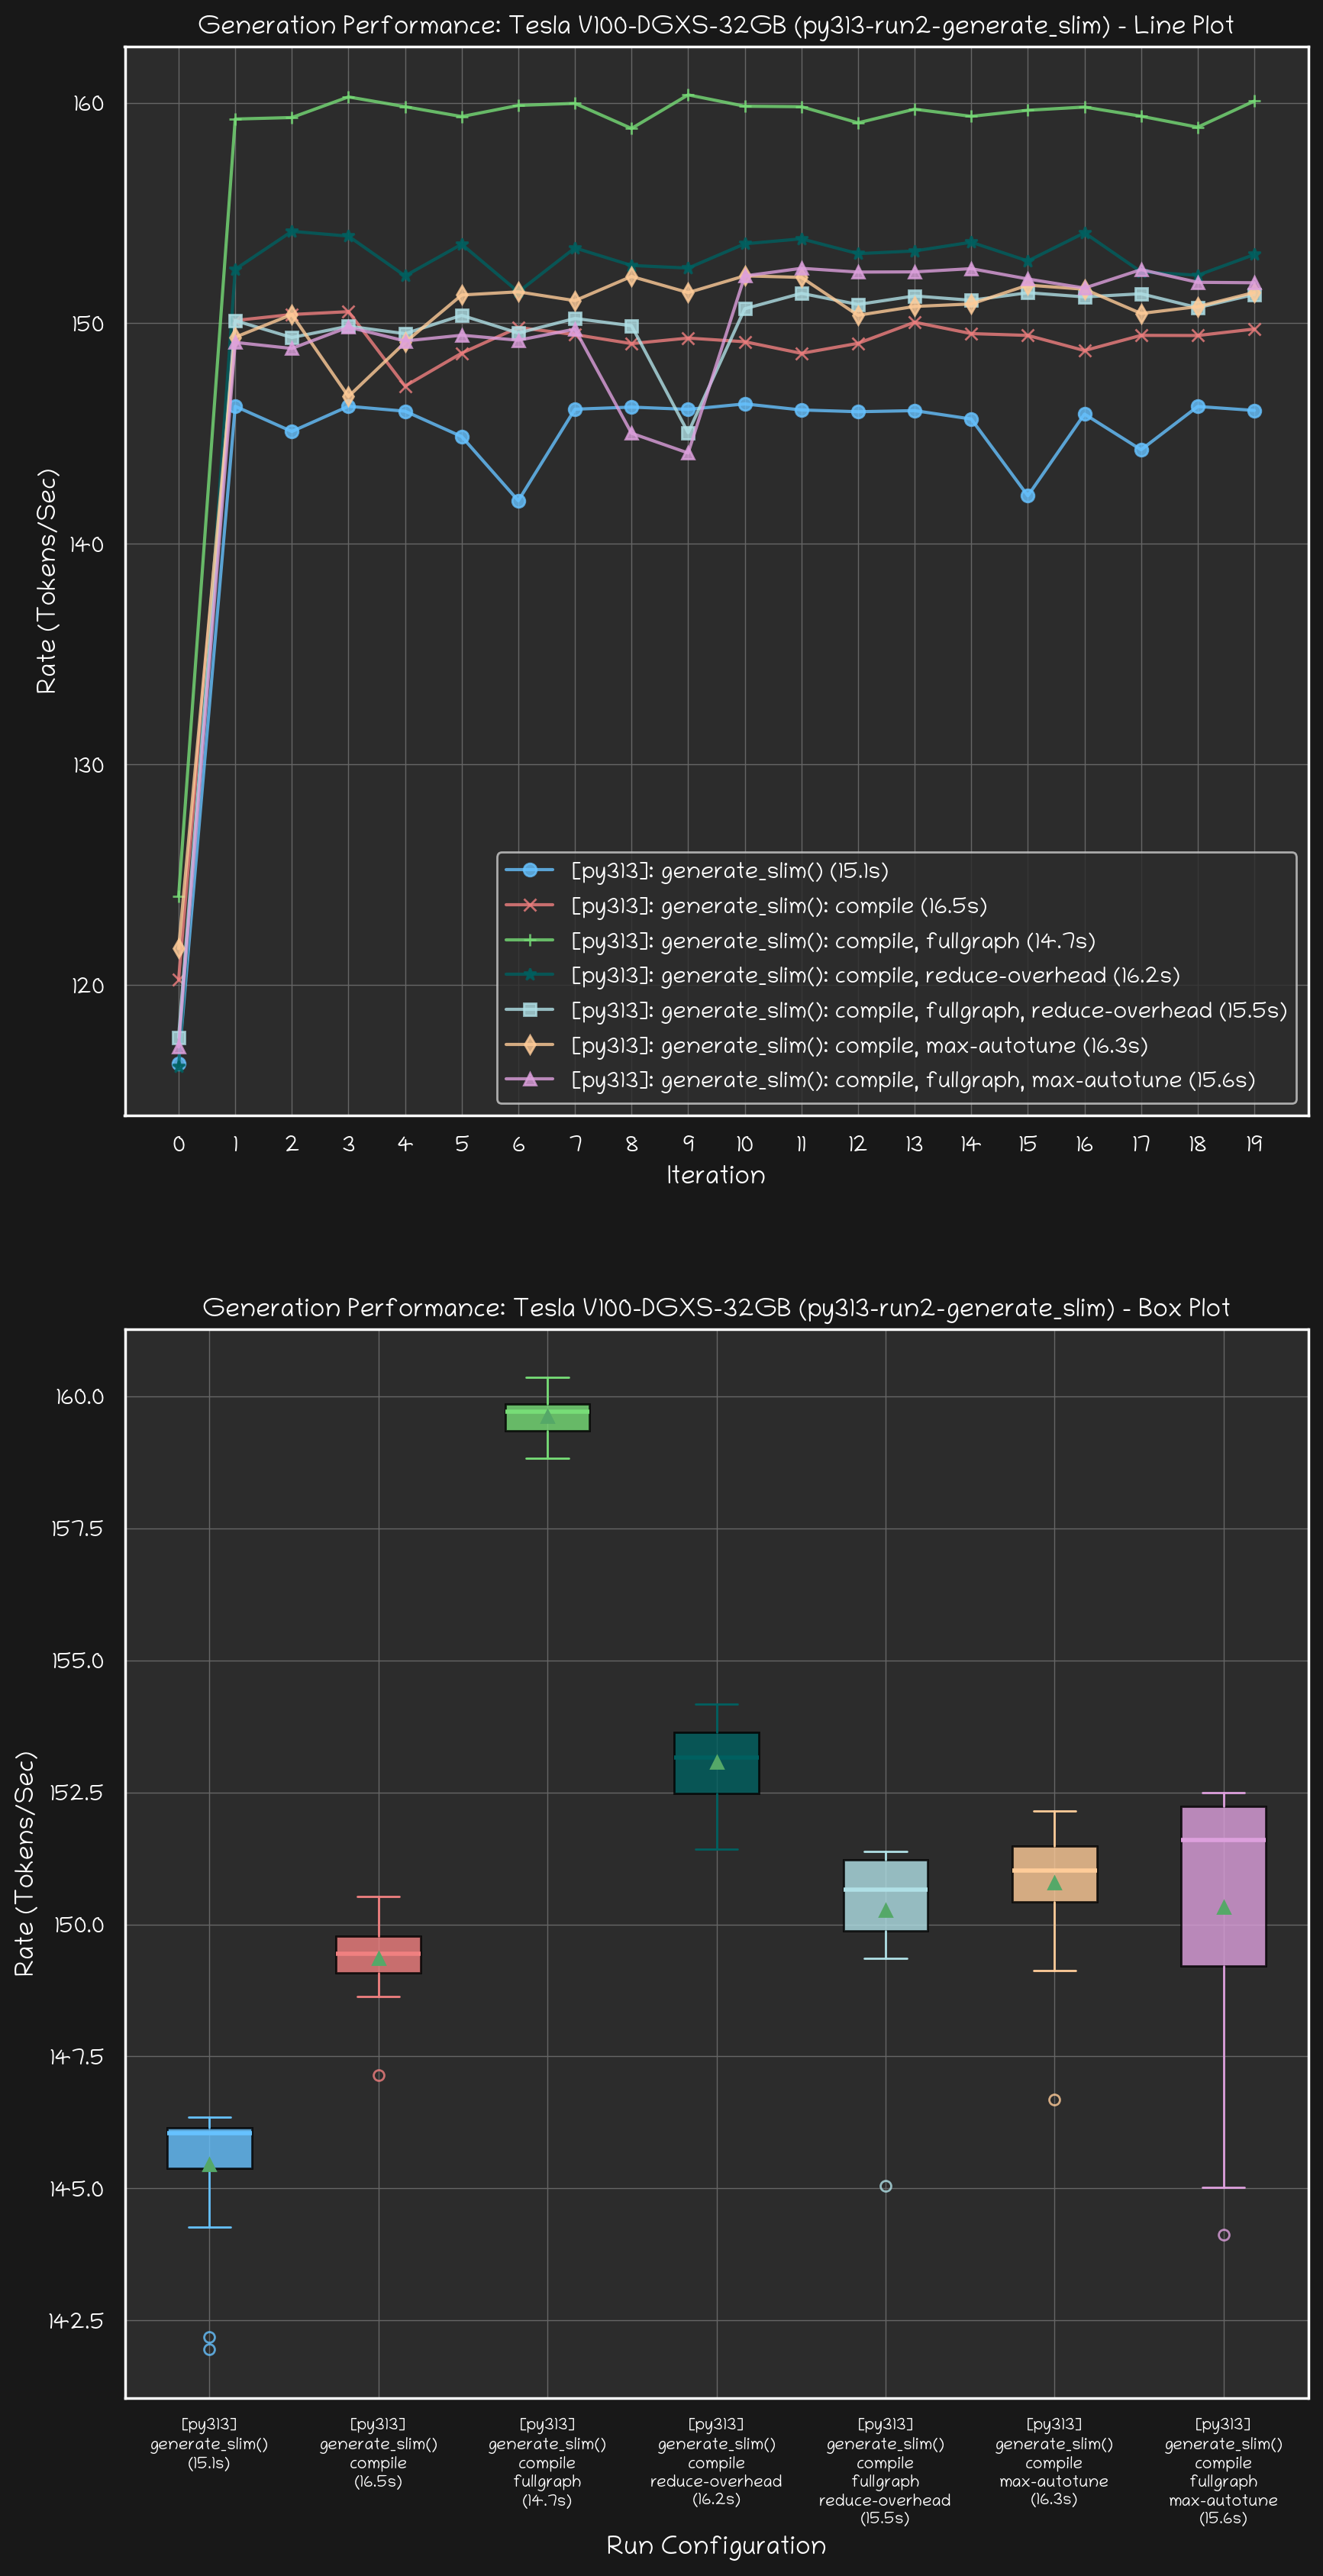 Generation Performance: Tesla V100-DGXS-32GB (py313-run2-generate_slim) - Line Plot
160
150
140
130
120
Rate (Tokens/Sec)
[py313]: generate_slim() (15.1s)
[py313]: generate_slim(): compile (16.5s)
[py313]: generate_slim(): compile, fullgraph (14.7s)
[py313]: generate_slim(): compile, reduce-overhead (16.2s)
[py313]: generate_slim(): compile, fullgraph, reduce-overhead (15.5s)
[py313]: generate_slim(): compile, max-autotune (16.3s)
[py313]: generate_slim(): compile, fullgraph, max-autotune (15.6s)
0 1 2 3 4 5 6 7 8 9 10 11 12 13 14 15 16 17 18 19
Iteration
Generation Performance: Tesla V100-DGXS-32GB (py313-run2-generate_slim) - Box Plot
160.0
157.5
155.0
152.5
150.0
147.5
145.0
142.5
Rate (Tokens/Sec)
[py313]
generate_slim()
(15.1s)
[py313]
generate_slim()
compile
(16.5s)
[py313]
generate_slim()
compile
fullgraph
(14.7s)
[py313]
generate_slim()
compile
reduce-overhead
(16.2s)
[py313]
generate_slim()
compile
fullgraph
reduce-overhead
(15.5s)
[py313]
generate_slim()
compile
max-autotune
(16.3s)
[py313]
generate_slim()
compile
fullgraph
max-autotune
(15.6s)
Run Configuration